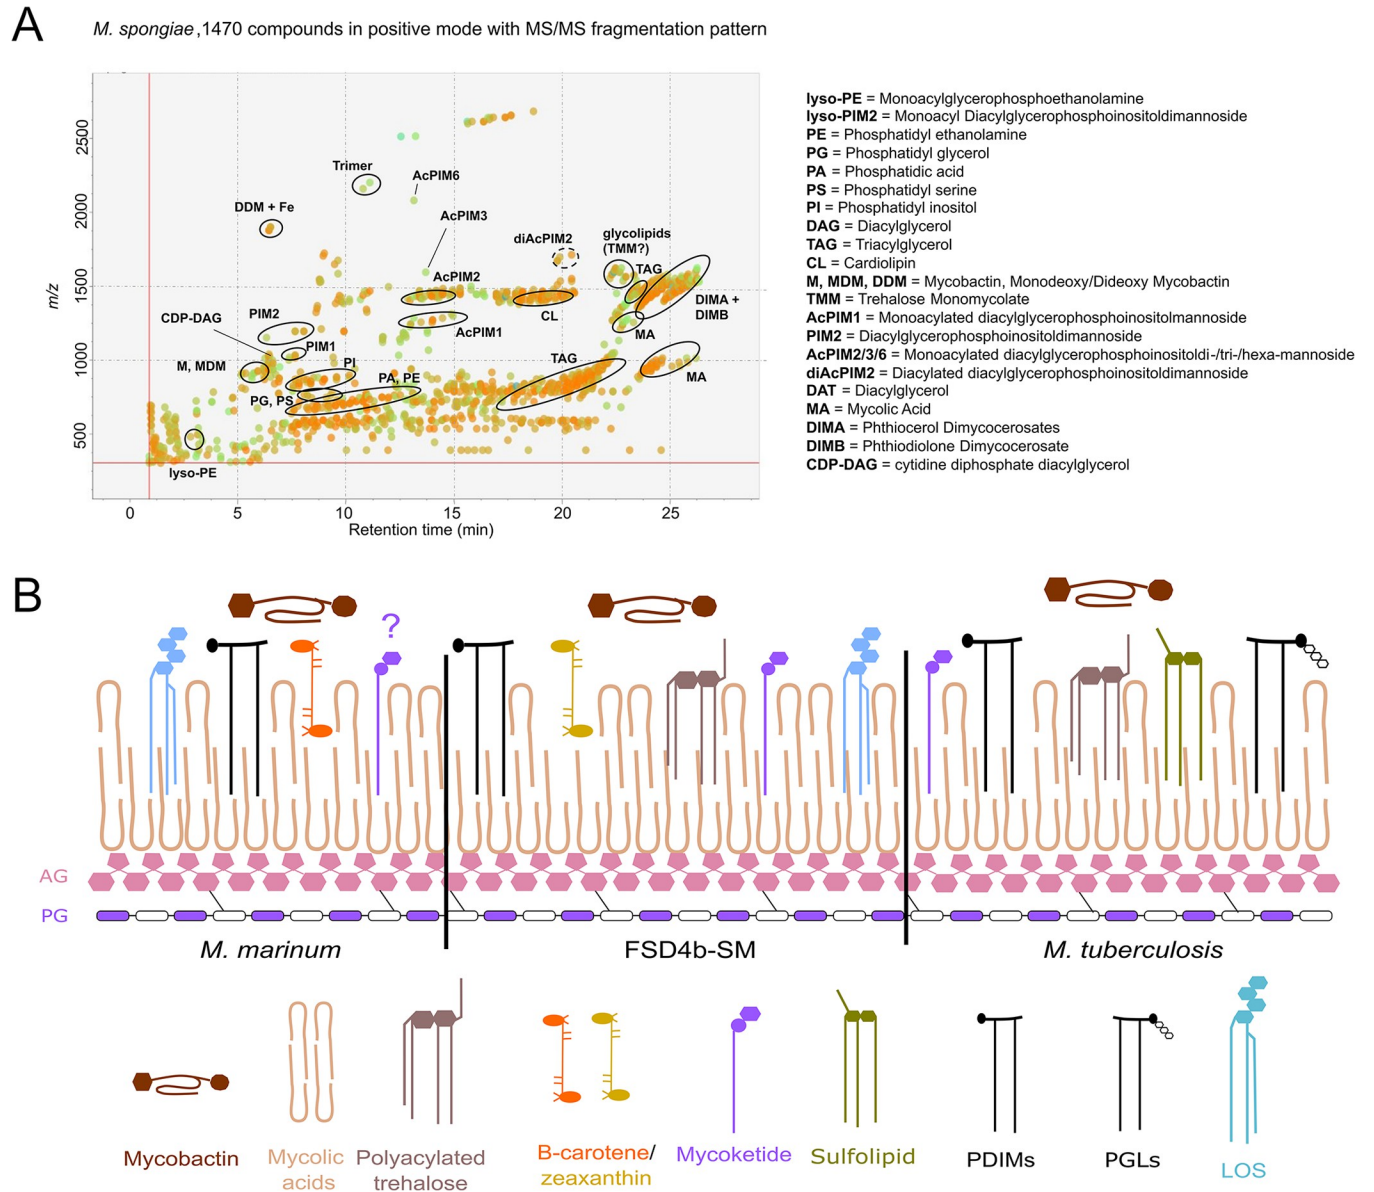 A
M. spongiae ,1470 compounds in positive mode with MS/MS fragmentation pattern
m/z
2500
2000
1500
1000
500
0
5
10
15
20
25
Retention time (min)
Trimer
AcPIM6
DDM + Fe
AcPIM3
diAcPIM2
glycolipids
(TMM?)
TAG
AcPIM2
CL
DIMA +
DIMB
CDP-DAG
PIM2
AcPIM1
MA
PIM1
M, MDM
PI
TAG
PA, PE
MA
PG, PS
lyso-PE
lyso-PE = Monoacylglycerophosphoethanolamine
lyso-PIM2 = Monoacyl Diacylglycerophosphoinositoldimannoside
PE = Phosphatidyl ethanolamine
PG = Phosphatidyl glycerol
PA = Phosphatidic acid
PS = Phosphatidyl serine
PI = Phosphatidyl inositol
DAG = Diacylglycerol
TAG = Triacylglycerol
CL = Cardiolipin
M, MDM, DDM = Mycobactin, Monodeoxy/Dideoxy Mycobactin
TMM = Trehalose Monomycolate
AcPIM1 = Monoacylated diacylglycerophosphoinositolmannoside
PIM2 = Diacylglycerophosphoinositoldimannoside
AcPIM2/3/6 = Monoacylated diacylglycerophosphoinositoldi-/tri-/hexa-mannoside
diAcPIM2 = Diacylated diacylglycerophosphoinositoldimannoside
DAT = Diacylglycerol
MA = Mycolic Acid
DIMA = Phthiocerol Dimycocerosates
DIMB = Phthiodiolone Dimycocerosate
CDP-DAG = cytidine diphosphate diacylglycerol
B
?
AG
PG
M. marinum
FSD4b-SM
M. tuberculosis
Mycobactin
Mycolic
acids
Polyacylated
trehalose
B-carotene/
zeaxanthin
Mycoketide
Sulfolipid
PDIMs
PGLs
LOS